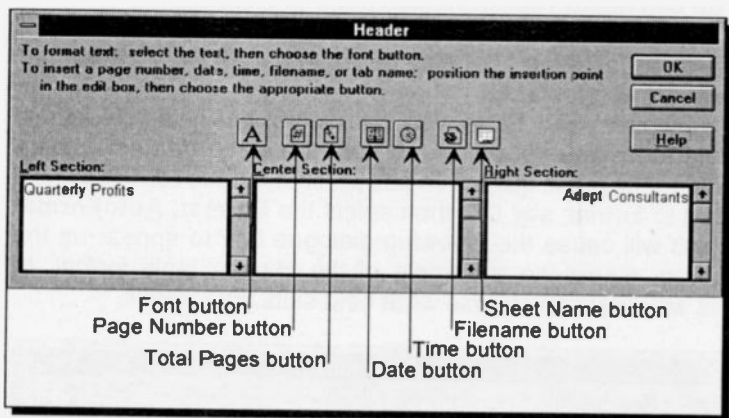 Header
To format text: select the text, then choose the font button.
To insert a page number, date, time, filename, or tab name: position the insertion point
in the edit box, then choose the appropriate button.
OK
Cancel
Help
A
Left Section:
Center Section:
Right Section:
Quarterly Profits
Adept Consultants
Font button
Sheet Name button
Page Number button
Filename button
Total Pages button
Time button
Date button